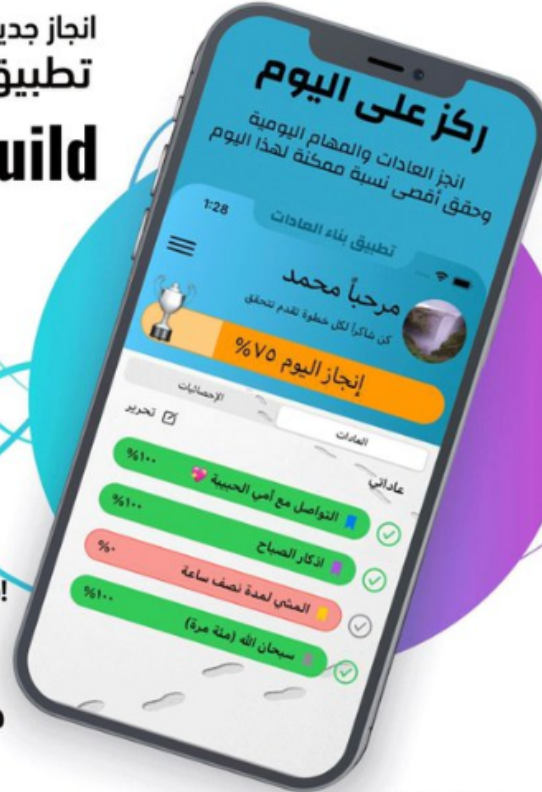 انجاز جديد
تطبيق
uild
ركز على اليوم
انجز العادات والمهام اليومية
وحقق أقصى نسبة ممكنة لهذا اليوم
1:28
تطبيق بناء العادات
مرحباً محمد
كن شاكراً لكل خطوة تقدم تتحقق
إنجاز اليوم ٧٥%
العادات
الإحصائيات
عاداتي
تحرير
التواصل مع أمي الحبيبة 💖
١٠٠%
اذكار الصباح
١٠٠%
المشي لمدة نصف ساعة
٠%
سبحان الله (مئة مرة)
١٠٠%
!